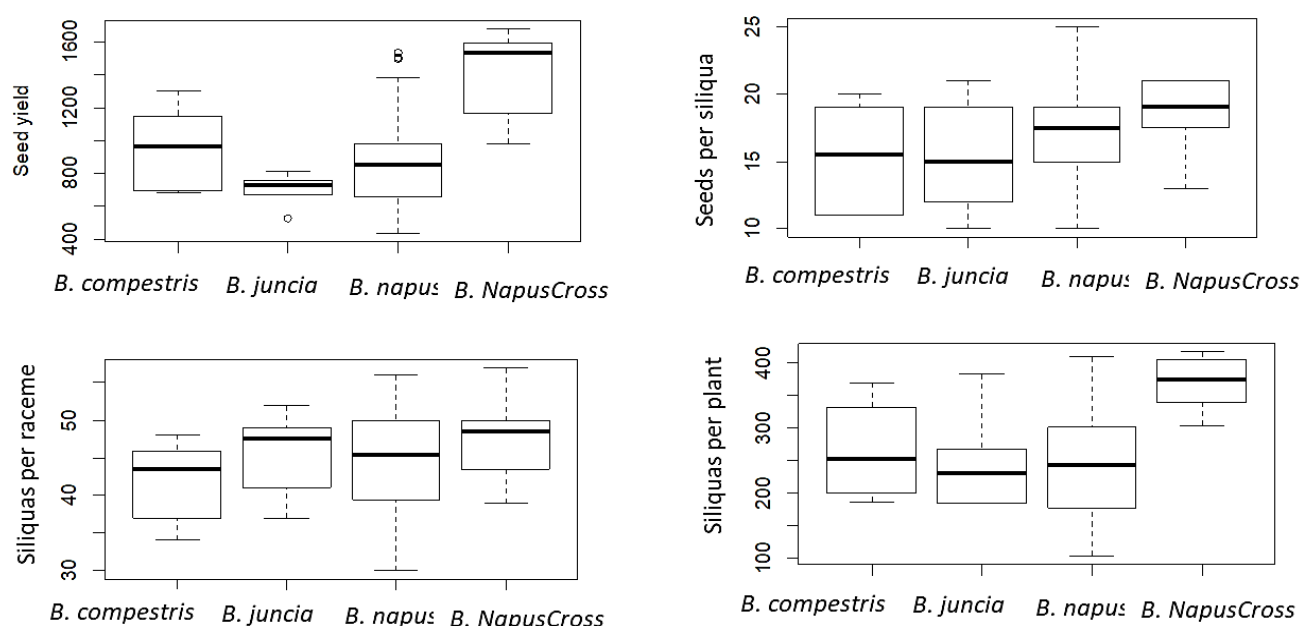 Seed yield
1600
1200
800
400
B. compestris B. juncia B. napus B. NapusCross
Seeds per siliqua
25
20
15
10
B. compestris B. juncia B. napus B. NapusCross
Siliquas per raceme
50
40
30
B. compestris B. juncia B. napus B. NapusCross
Siliquas per plant
400
300
200
100
B. compestris B. juncia B. napus B. NapusCross